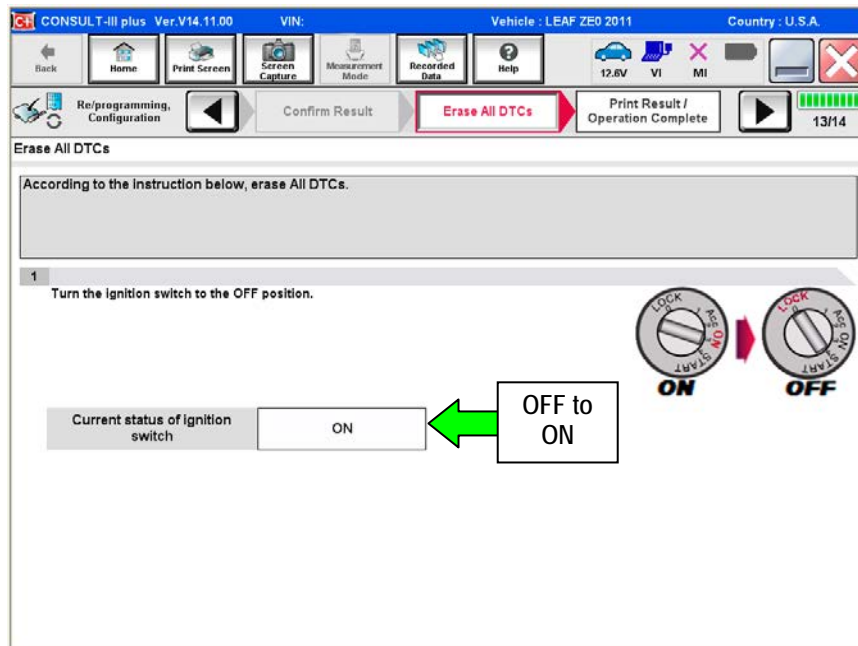 C+ CONSULT-III plus Ver.V14.11.00 VIN: Vehicle : LEAF ZE0 2011 Country : U.S.A.
Back Home Print Screen Screen Capture Measurement Mode Recorded Data Help 12.6V VI MI
Re/programming, Configuration Confirm Result Erase All DTCs Print Result / Operation Complete 13/14
Erase All DTCs
According to the instruction below, erase All DTCs.
1
Turn the ignition switch to the OFF position.
LOCK 0 Acc ON START
LOCK 0 Acc ON START
ON OFF
Current status of ignition switch ON
OFF to
ON